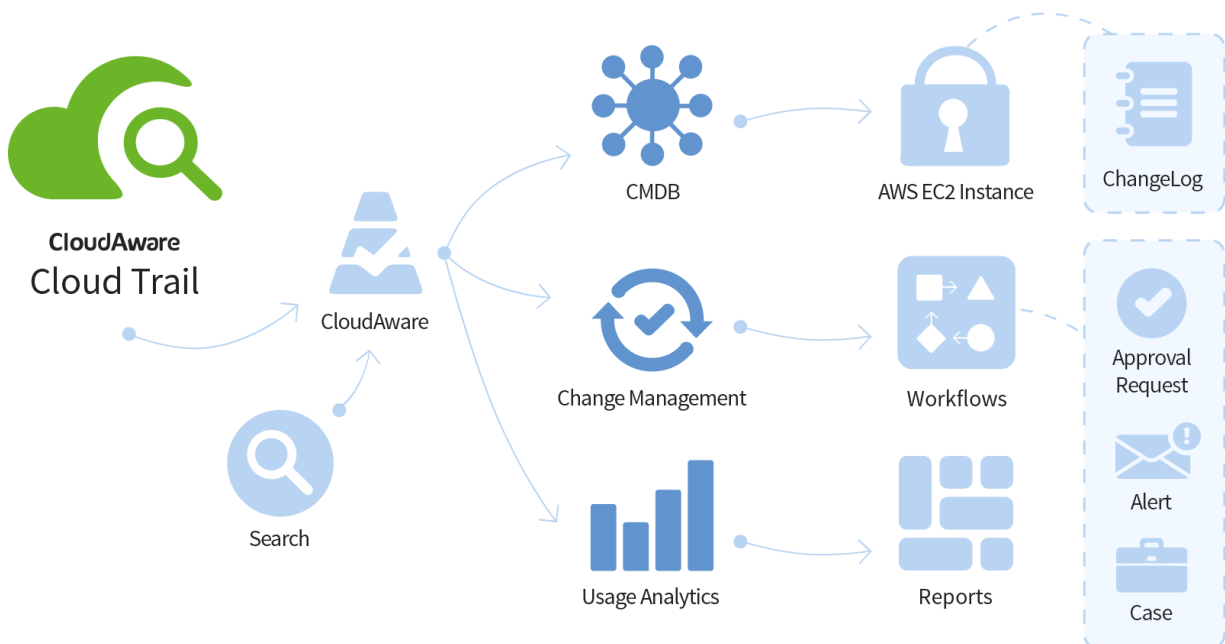 CloudAware
Cloud Trail
CloudAware
Search
CMDB
AWS EC2 Instance
ChangeLog
Change Management
Workflows
Approval
Request
Alert
Case
Usage Analytics
Reports